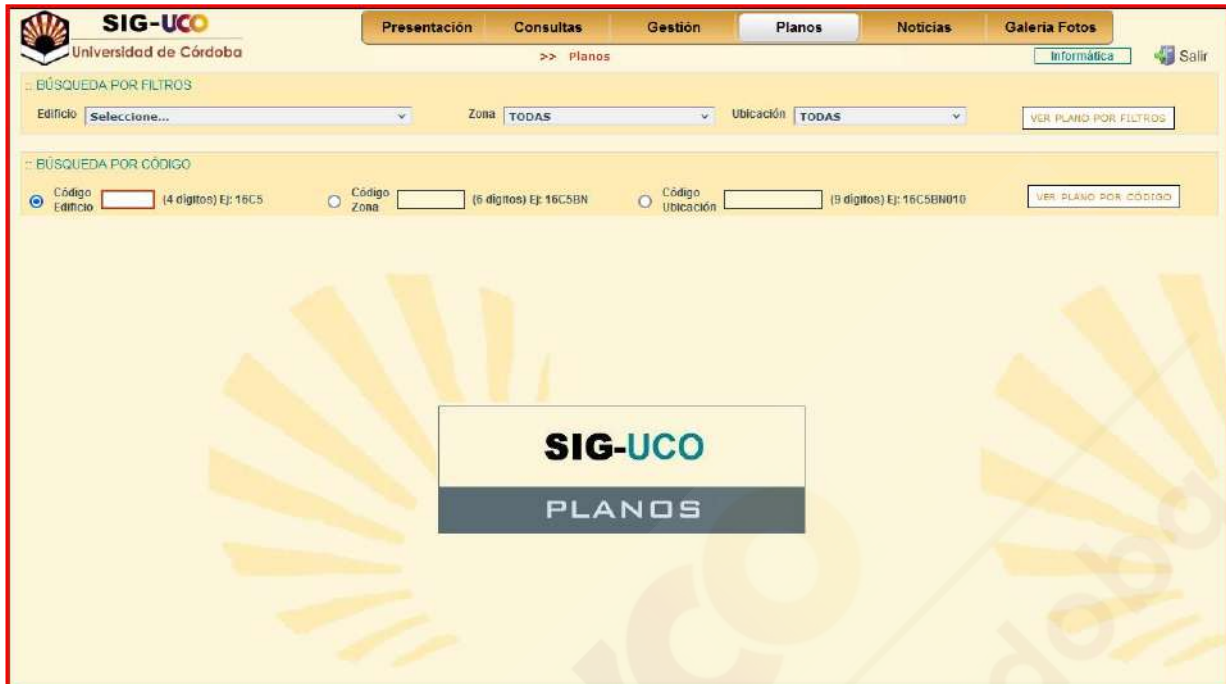 SIG-UCO
Universidad de Córdoba
Presentación Consultas Gestión Planos Noticias Galería Fotos
>> Planos
Informática Salir
:: BÚSQUEDA POR FILTROS
Edificio Seleccione... Zona TODAS Ubicación TODAS VER PLANO POR FILTROS
:: BÚSQUEDA POR CÓDIGO
Código Edificio (4 dígitos) Ej: 16C5 Código Zona (6 dígitos) Ej: 16C5BN Código Ubicación (9 dígitos) Ej: 16C5BN010 VER PLANO POR CÓDIGO
SIG-UCO
PLANOS